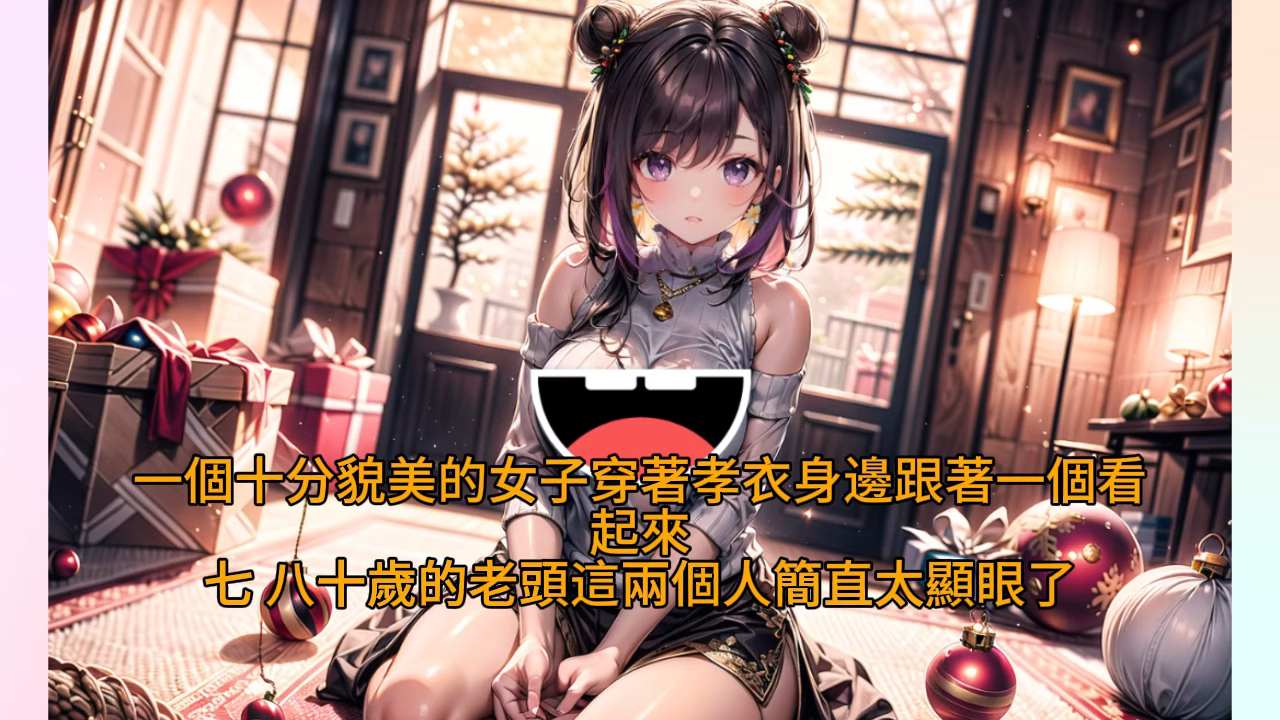 一個十分貌美的女子穿著孝衣身邊跟著一個看
起來
七 八十歲的老頭這兩個人簡直太顯眼了